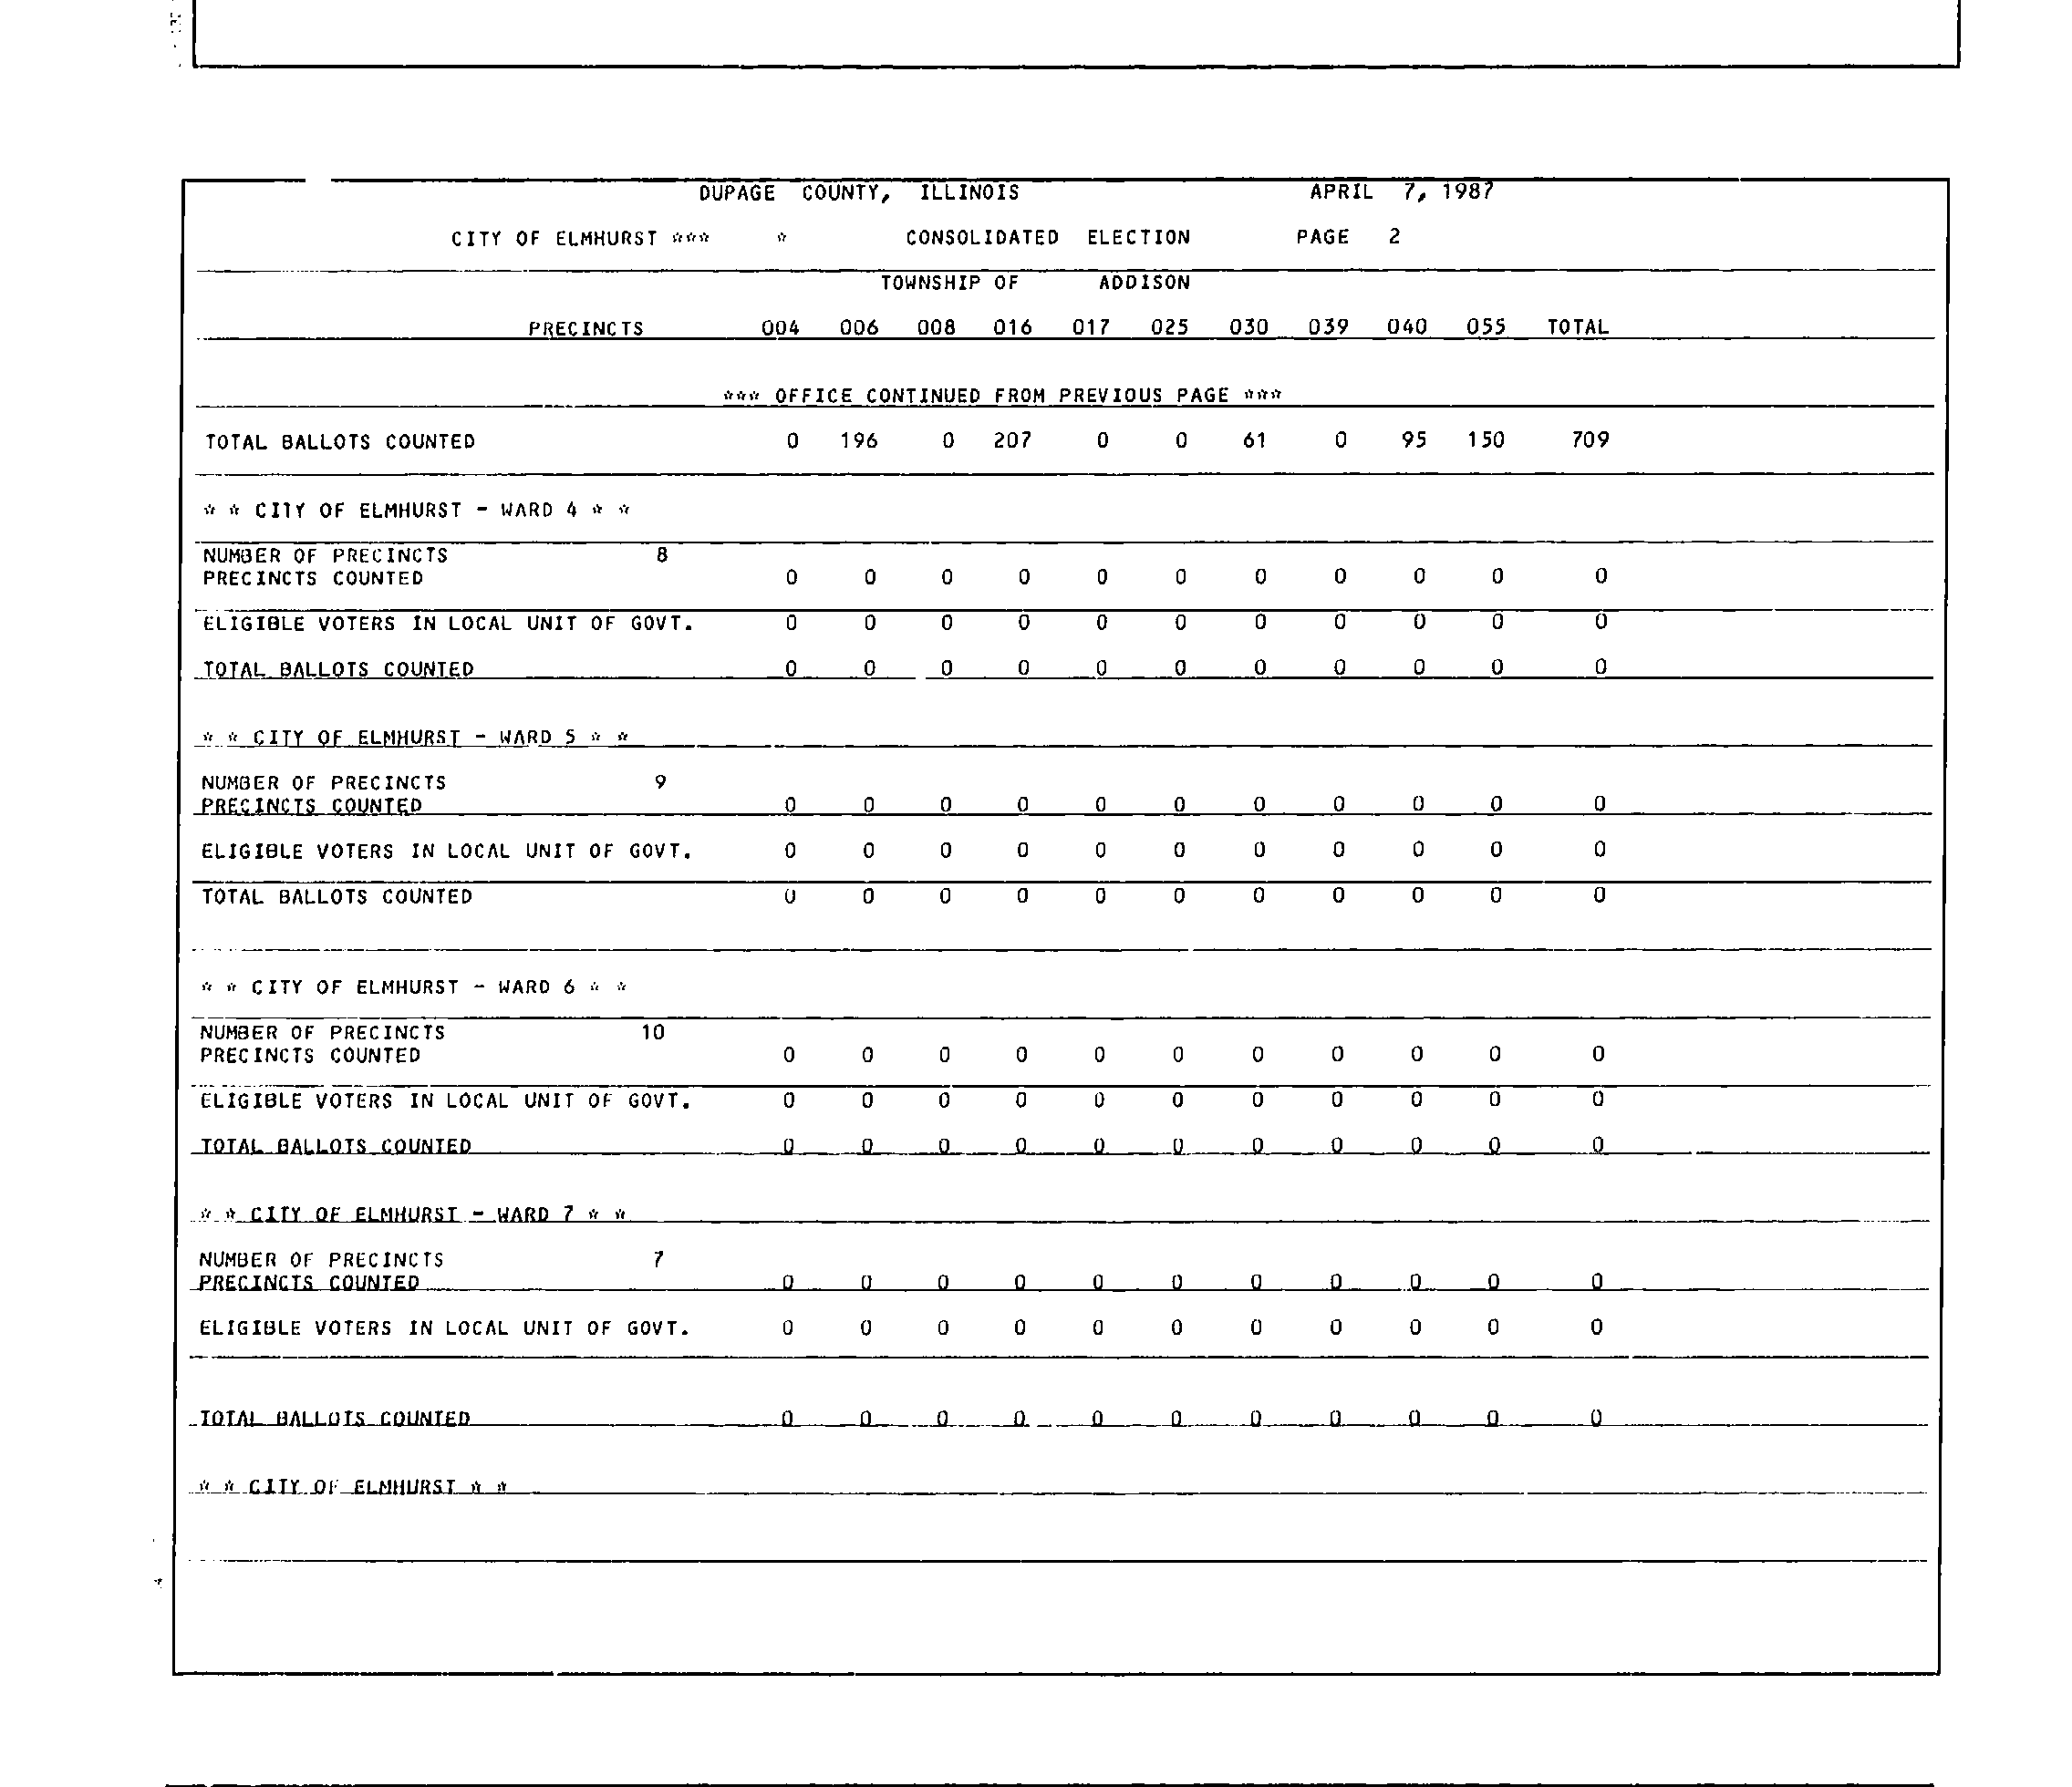 DUPAGE COUNTY, ILLINOIS APRIL 7, 1987
CITY OF ELMHURST *** * CONSOLIDATED ELECTION PAGE 2
TOWNSHIP OF ADDISON
PRECINCTS 004 006 008 016 017 025 030 039 040 055 TOTAL
*** OFFICE CONTINUED FROM PREVIOUS PAGE ***
TOTAL BALLOTS COUNTED 0 196 0 207 0 0 61 0 95 150 709
* * CITY OF ELMHURST - WARD 4 * *
NUMBER OF PRECINCTS 8
PRECINCTS COUNTED 0 0 0 0 0 0 0 0 0 0 0
ELIGIBLE VOTERS IN LOCAL UNIT OF GOVT. 0 0 0 0 0 0 0 0 0 0 0
TOTAL BALLOTS COUNTED 0 0 0 0 0 0 0 0 0 0 0
* * CITY OF ELMHURST - WARD 5 * *
NUMBER OF PRECINCTS 9
PRECINCTS COUNTED 0 0 0 0 0 0 0 0 0 0 0
ELIGIBLE VOTERS IN LOCAL UNIT OF GOVT. 0 0 0 0 0 0 0 0 0 0 0
TOTAL BALLOTS COUNTED 0 0 0 0 0 0 0 0 0 0 0
* * CITY OF ELMHURST - WARD 6 * *
NUMBER OF PRECINCTS 10
PRECINCTS COUNTED 0 0 0 0 0 0 0 0 0 0 0
ELIGIBLE VOTERS IN LOCAL UNIT OF GOVT. 0 0 0 0 0 0 0 0 0 0 0
TOTAL BALLOTS COUNTED 0 0 0 0 0 0 0 0 0 0 0
* * CITY OF ELMHURST - WARD 7 * *
NUMBER OF PRECINCTS 7
PRECINCTS COUNTED 0 0 0 0 0 0 0 0 0 0 0
ELIGIBLE VOTERS IN LOCAL UNIT OF GOVT. 0 0 0 0 0 0 0 0 0 0 0
TOTAL BALLOTS COUNTED 0 0 0 0 0 0 0 0 0 0 0
* * CITY OF ELMHURST * *